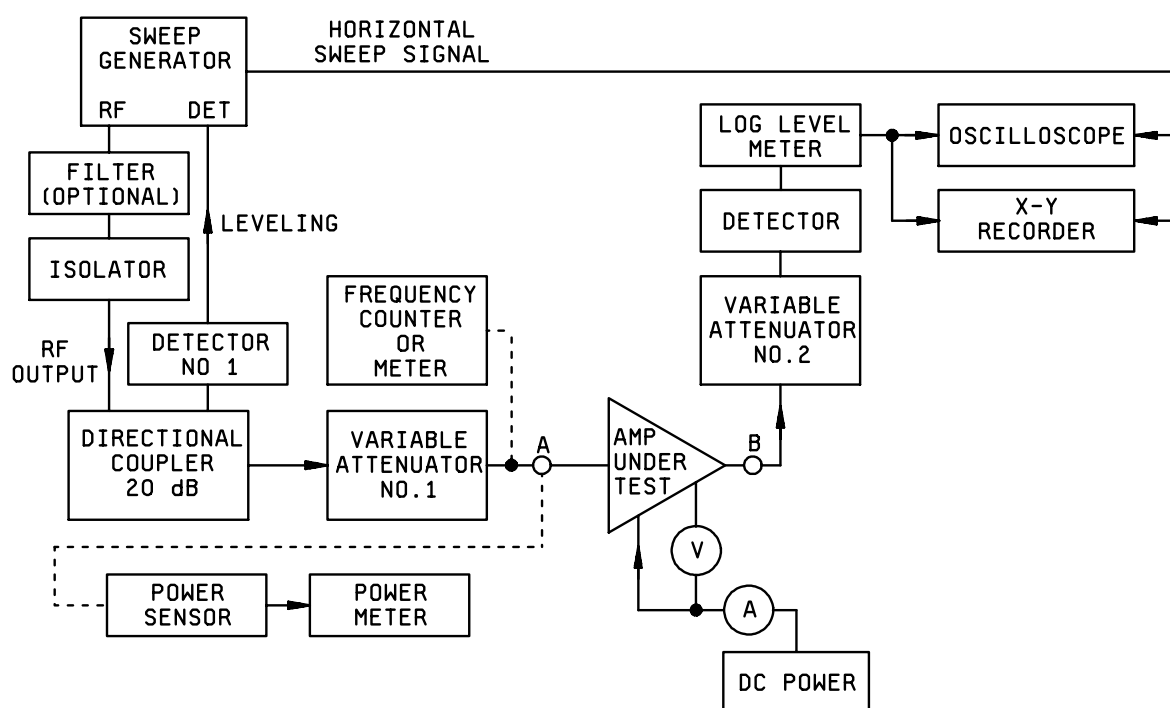 SWEEP
GENERATOR
RF DET
HORIZONTAL
SWEEP SIGNAL
FILTER
(OPTIONAL)
LEVELING
ISOLATOR
RF
OUTPUT
DETECTOR
NO 1
DIRECTIONAL
COUPLER
20 dB
FREQUENCY
COUNTER
OR
METER
VARIABLE
ATTENUATOR
NO.1
A
AMP
UNDER
TEST
B
LOG LEVEL
METER
DETECTOR
VARIABLE
ATTENUATOR
NO.2
OSCILLOSCOPE
X-Y
RECORDER
POWER
SENSOR
POWER
METER
V
A
DC POWER